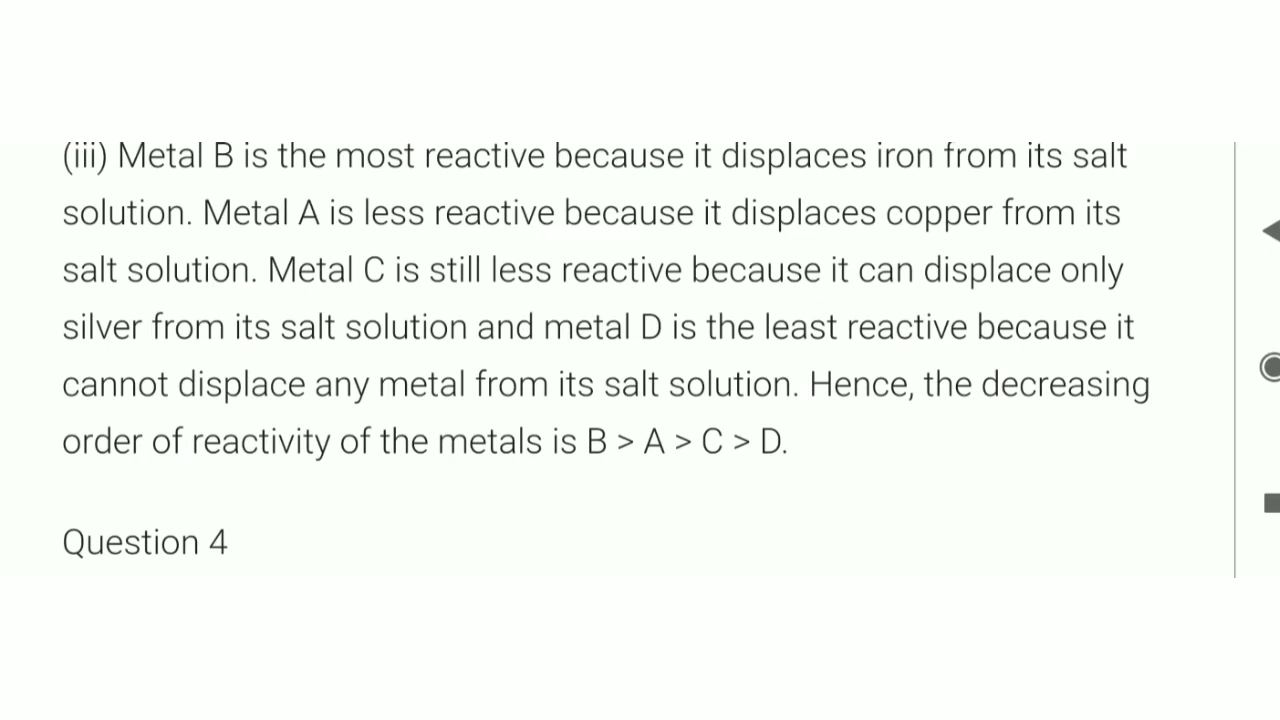 (iii) Metal B is the most reactive because it displaces iron from its salt
solution. Metal A is less reactive because it displaces copper from its
salt solution. Metal C is still less reactive because it can displace only
silver from its salt solution and metal D is the least reactive because it
cannot displace any metal from its salt solution. Hence, the decreasing
order of reactivity of the metals is B > A > C > D.
Question 4